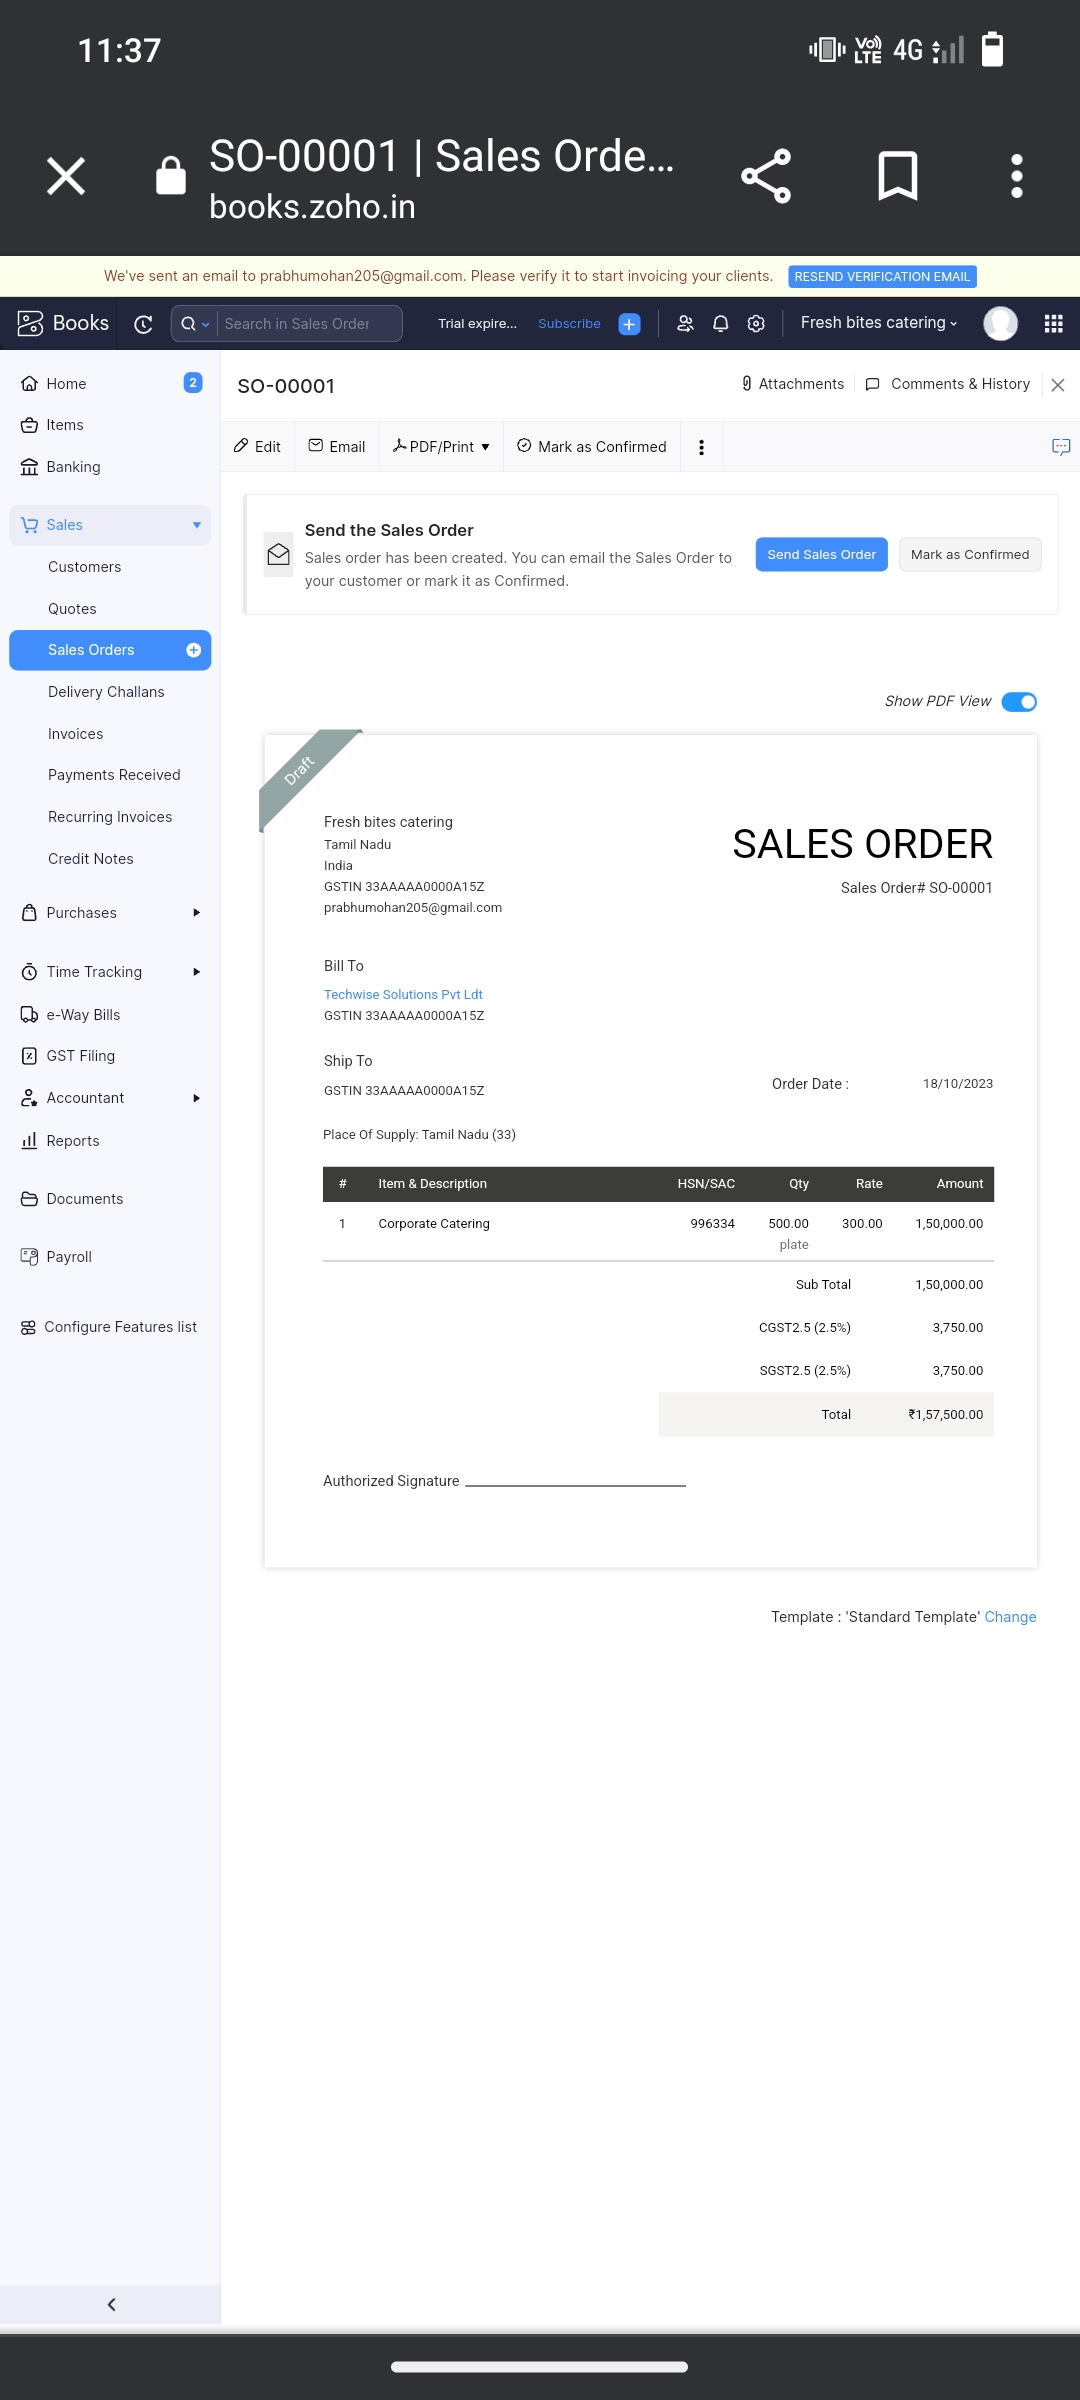 11:37
Vo)) LTE 4G
SO-00001 | Sales Orde...
books.zoho.in
We've sent an email to prabhumohan205@gmail.com. Please verify it to start invoicing your clients. RESEND VERIFICATION EMAIL
Books Search in Sales Order Trial expire... Subscribe Fresh bites catering
Home 2
Items
Banking
Sales
Customers
Quotes
Sales Orders
Delivery Challans
Invoices
Payments Received
Recurring Invoices
Credit Notes
Purchases
Time Tracking
e-Way Bills
GST Filing
Accountant
Reports
Documents
Payroll
Configure Features list
SO-00001 Attachments Comments & History
Edit Email PDF/Print Mark as Confirmed
Send the Sales Order
Sales order has been created. You can email the Sales Order to
your customer or mark it as Confirmed.
Send Sales Order Mark as Confirmed
Show PDF View
Draft
Fresh bites catering
Tamil Nadu
India
GSTIN 33AAAAA0000A15Z
prabhumohan205@gmail.com
SALES ORDER
Sales Order# SO-00001
Bill To
Techwise Solutions Pvt Ldt
GSTIN 33AAAAA0000A15Z
Ship To
GSTIN 33AAAAA0000A15Z
Order Date : 18/10/2023
Place Of Supply: Tamil Nadu (33)
# Item & Description HSN/SAC Qty Rate Amount
1 Corporate Catering 996334 500.00 300.00 1,50,000.00
plate
Sub Total 1,50,000.00
CGST2.5 (2.5%) 3,750.00
SGST2.5 (2.5%) 3,750.00
Total ₹1,57,500.00
Authorized Signature
Template : 'Standard Template' Change